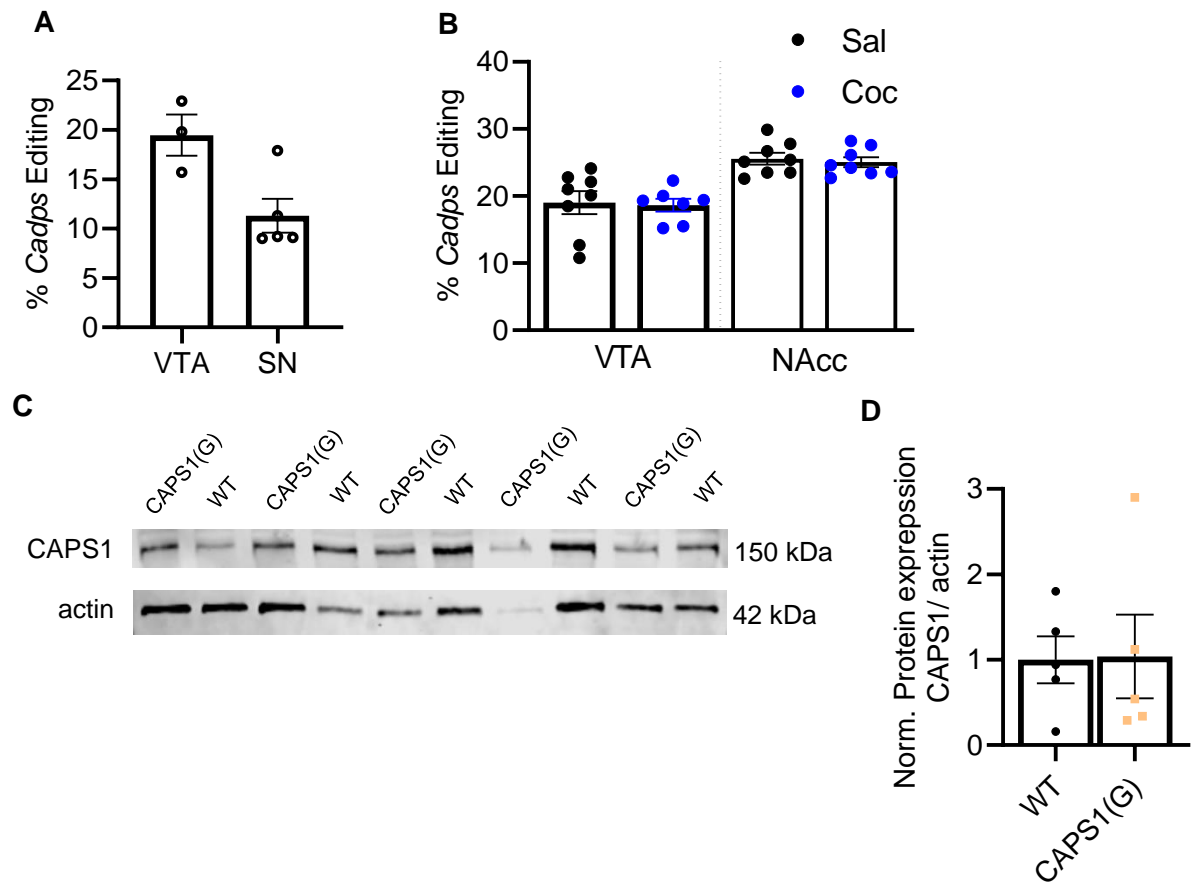 A
% Cadps Editing
25
20
15
10
5
0
VTA
SN
B
Sal
Coc
% Cadps Editing
40
30
20
10
0
VTA
NAcc
C
CAPS1(G)
WT
CAPS1(G)
WT
CAPS1(G)
WT
CAPS1(G)
WT
CAPS1(G)
WT
CAPS1
150 kDa
actin
42 kDa
D
Norm. Protein exprepssion
CAPS1/ actin
3
2
1
0
WT
CAPS1(G)